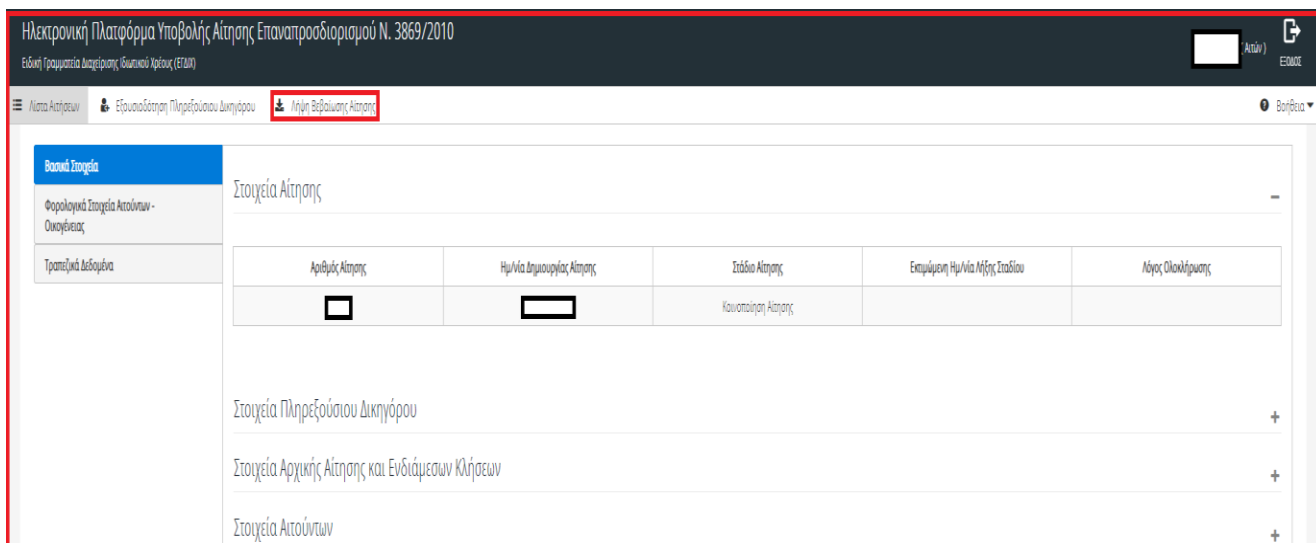 Ηλεκτρονική Πλατφόρμα Υποβολής Αίτησης Επαναπροσδιορισμού Ν. 3869/2010
Ειδική Γραμματεία Διαχείρισης Ιδιωτικού Χρέους (ΕΓΔΙΧ)
(Αιτών)
ΕΞΟΔΟΣ
Λίστα Αιτήσεων Εξουσιοδότηση Πληρεξούσιου Δικηγόρου Λήψη Βεβαίωσης Αίτησης Βοήθεια
Βασικά Στοιχεία
Φορολογικά Στοιχεία Αιτούντων -
Οικογένειας
Τραπεζικά Δεδομένα
Στοιχεία Αίτησης
Αριθμός Αίτησης Ημ/νία Δημιουργίας Αίτησης Στάδιο Αίτησης Εκτιμώμενη Ημ/νία Λήξης Σταδίου Λόγος Ολοκλήρωσης
Κοινοποίηση Αίτησης
Στοιχεία Πληρεξούσιου Δικηγόρου
Στοιχεία Αρχικής Αίτησης και Ενδιάμεσων Κλήσεων
Στοιχεία Αιτούντων